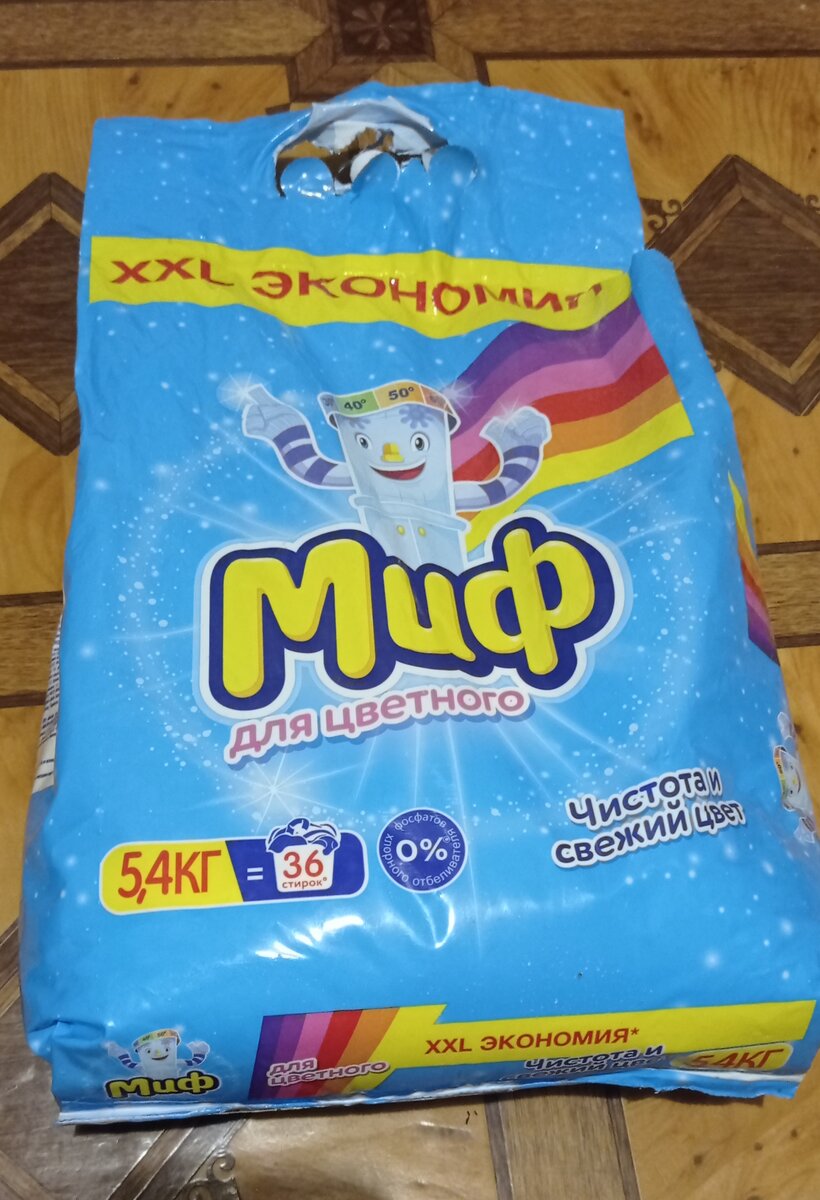 XXL ЭКОНОМИЯ
40° 50°
Миф
для цветного
Чистота и
свежий цвет
5,4КГ = 36
стирок*
0%
фосфатов
хлорного отбеливателя
XXL ЭКОНОМИЯ*
Миф
для
цветного
Чистота и
5,4КГ